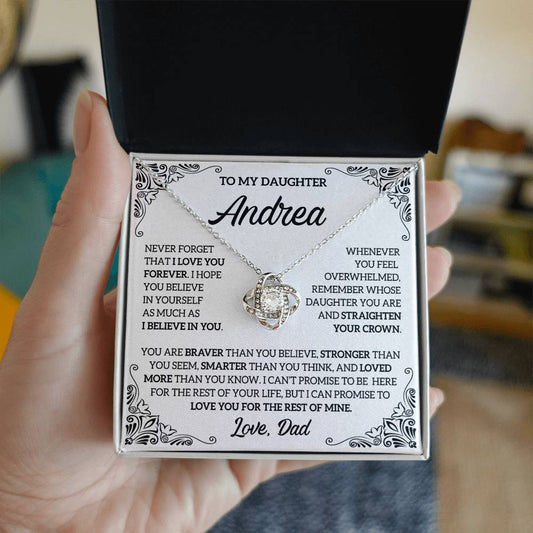 TO MY DAUGHTER
Andrea
NEVER FORGET
THAT I LOVE YOU
FOREVER. I HOPE
YOU BELIEVE
IN YOURSELF
AS MUCH AS
I BELIEVE IN YOU.
WHENEVER
YOU FEEL
OVERWHELMED,
REMEMBER WHOSE
DAUGHTER YOU ARE
AND STRAIGHTEN
YOUR CROWN.
YOU ARE BRAVER THAN YOU BELIEVE, STRONGER THAN
YOU SEEM, SMARTER THAN YOU THINK, AND LOVED
MORE THAN YOU KNOW. I CAN'T PROMISE TO BE HERE
FOR THE REST OF YOUR LIFE, BUT I CAN PROMISE TO
LOVE YOU FOR THE REST OF MINE.
Love, Dad